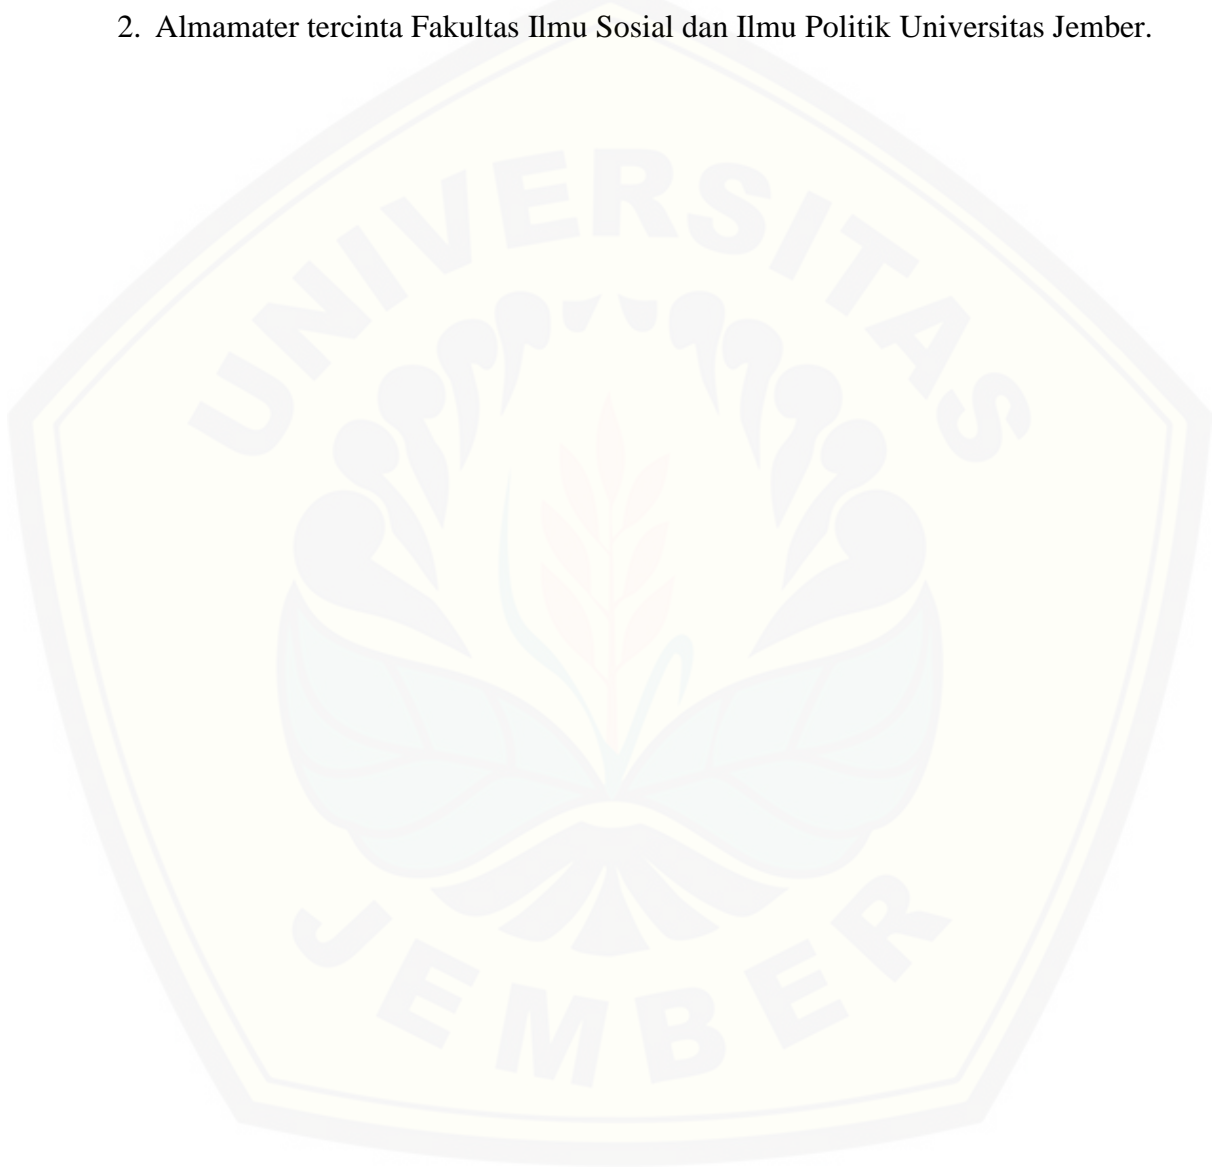 2. Almamater tercinta Fakultas Ilmu Sosial dan Ilmu Politik Universitas Jember.
UNIVERSITAS
JEMBER